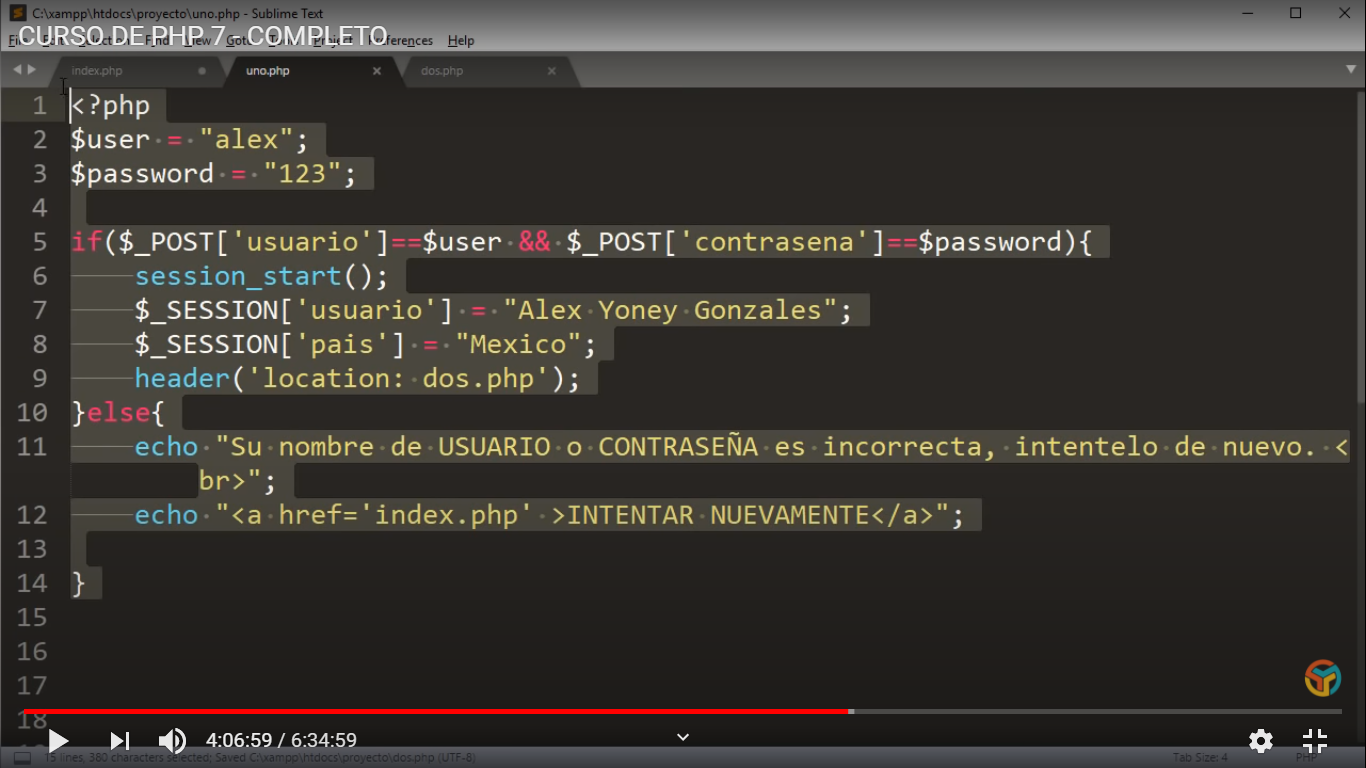 C:\xampp\htdocs\proyecto\uno.php - Sublime Text
CURSO DE PHP 7 - COMPLETO
Find View Goto Preferences Help
index.php uno.php dos.php
1 <?php
2 $user = "alex";
3 $password = "123";
4
5 if($_POST['usuario']==$user && $_POST['contrasena']==$password){
6 session_start();
7 $_SESSION['usuario'] = "Alex Yoney Gonzales";
8 $_SESSION['pais'] = "Mexico";
9 header('location: dos.php');
10 }else{
11 echo "Su nombre de USUARIO o CONTRASEÑA es incorrecta, intentelo de nuevo. <
br>";
12 echo "<a href='index.php' >INTENTAR NUEVAMENTE</a>";
13
14 }
15
16
17
18
4:06:59 / 6:34:59
15 lines, 380 characters selected; Saved C:\xampp\htdocs\proyecto\dos.php (UTF-8) Tab Size: 4 PHP